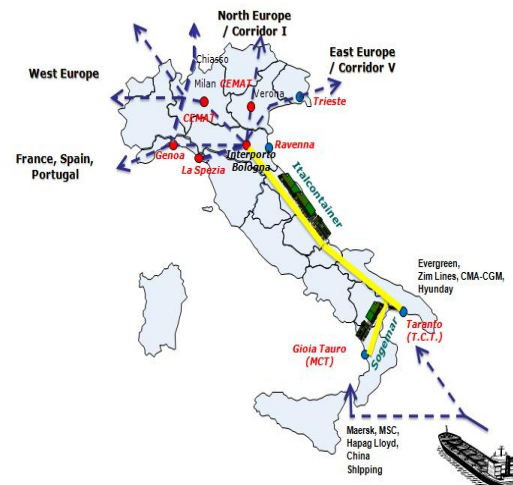 North Europe
/ Corridor I
East Europe
/ Corridor V
Chiasso
West Europe
Milan
CEMAT
Verona
Trieste
CEMAT
Genoa
Ravenna
France, Spain,
Portugal
La Spezia
Interporto
Bologna
Italcontainer
Evergreen,
Zim Lines, CMA-CGM,
Hyunday
Taranto
(T.C.T.)
Gioia Tauro
(MCT)
Sogemar
Maersk, MSC,
Hapag Lloyd,
China
Shipping